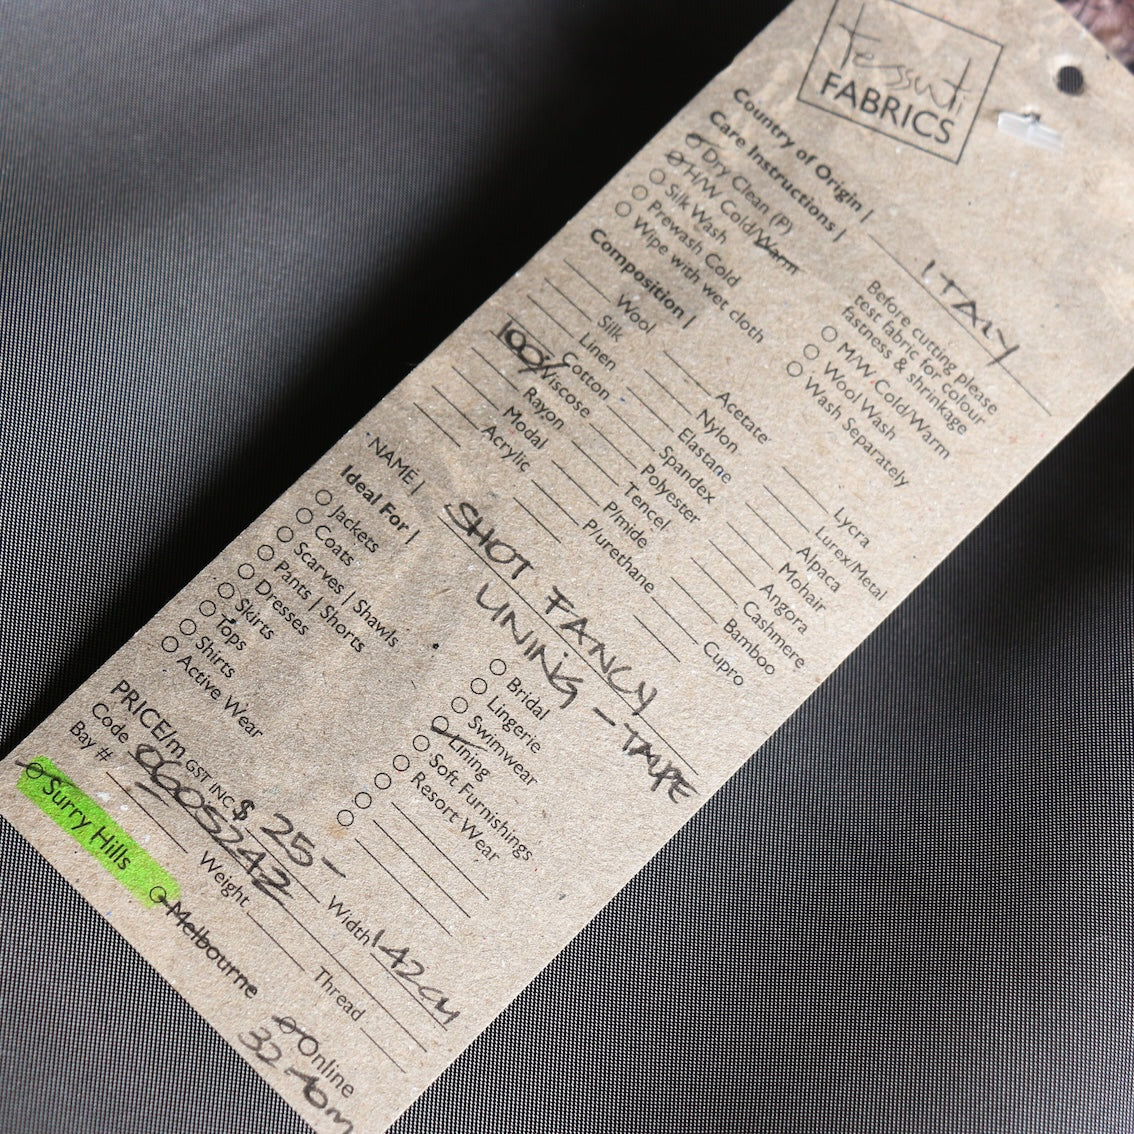 tessuti
FABRICS
Country of Origin | ITALY
Care Instructions |
Dry Clean (P)
H/W Cold/Warm
Silk Wash
Prewash Cold
Wipe with wet cloth
Before cutting please
test fabric for colour
fastness & shrinkage
M/W Cold/Warm
Wool Wash
Wash Separately
Composition |
Wool
Silk
Linen
Cotton
100% Viscose
Rayon
Modal
Acrylic
Acetate
Nylon
Elastane
Spandex
Polyester
Tencel
P/mide
P/urethane
Lycra
Lurex/Metal
Alpaca
Mohair
Angora
Cashmere
Bamboo
Cupro
NAME | SHOT FANCY
LINING - TAUPE
Ideal For |
Jackets
Coats
Scarves | Shawls
Pants | Shorts
Dresses
Skirts
Tops
Shirts
Active Wear
Bridal
Lingerie
Swimwear
Lining
Soft Furnishings
Resort Wear
PRICE/m GST INC $ 25- Width 142cm
Code 0605242
Bay # Weight Thread
Surry Hills Melbourne Online